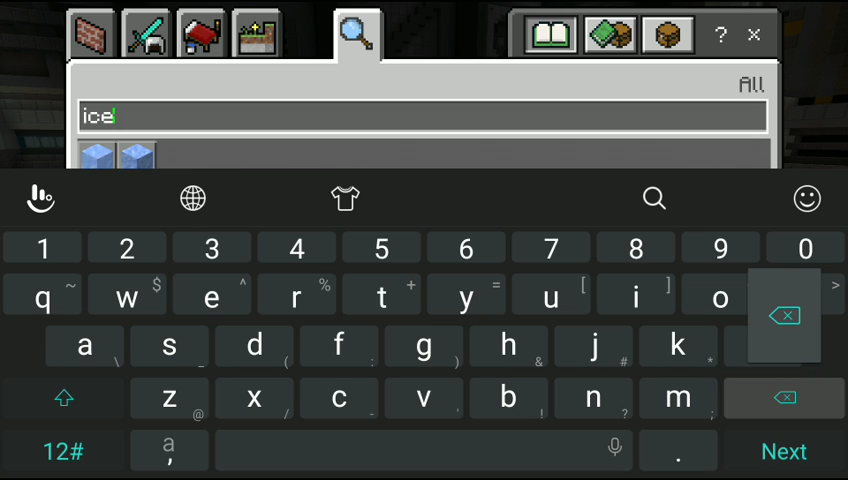 ? ×
All
ice
1 2 3 4 5 6 7 8 9 0
q ~ w $ e ^ r % t + y = u [ i ] o >
a \ s _ d ( f : g ) h & j # k *
z @ x / c - v ' b ! n ? m ;
12# a , . Next